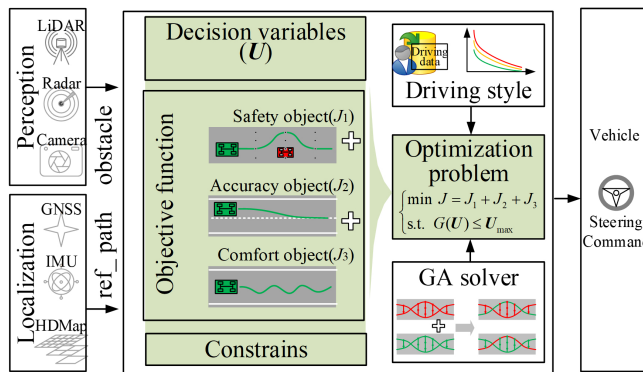 Perception
LiDAR
Radar
Camera
obstacle
Localization
GNSS
IMU
HDMap
ref_path
Decision variables
(U)
Objective function
Safety object(J1)
Accuracy object(J2)
Comfort object(J3)
Constrains
Driving
data
Driving style
Optimization
problem
min J = J1 + J2 + J3
s.t. G(U) ≤ Umax
GA solver
Vehicle
Steering
Command